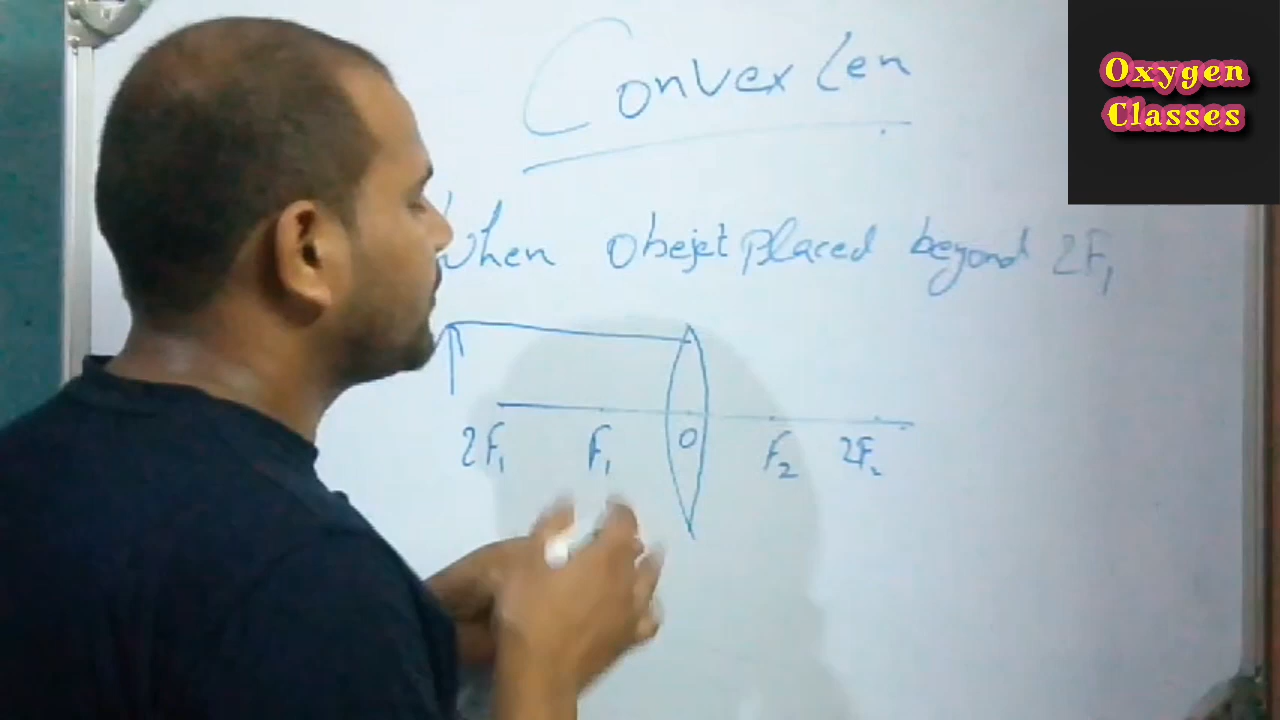 Oxygen
Classes
Convex len
When Obejet placed beyond 2F₁
2F₁ F₁ O F₂ 2F₂